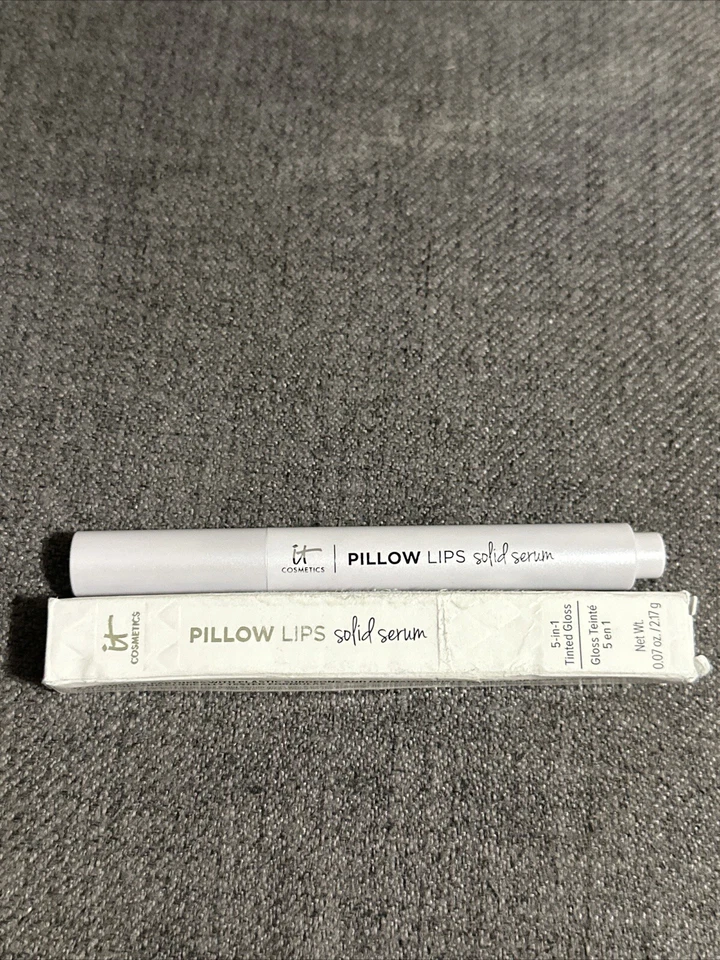 it
COSMETICS
PILLOW LIPS solid serum
it
COSMETICS
PILLOW LIPS solid serum
5-in-1
Tinted Gloss
Gloss Teinté
5 en 1
Net Wt.
0.07 oz./2.17 g